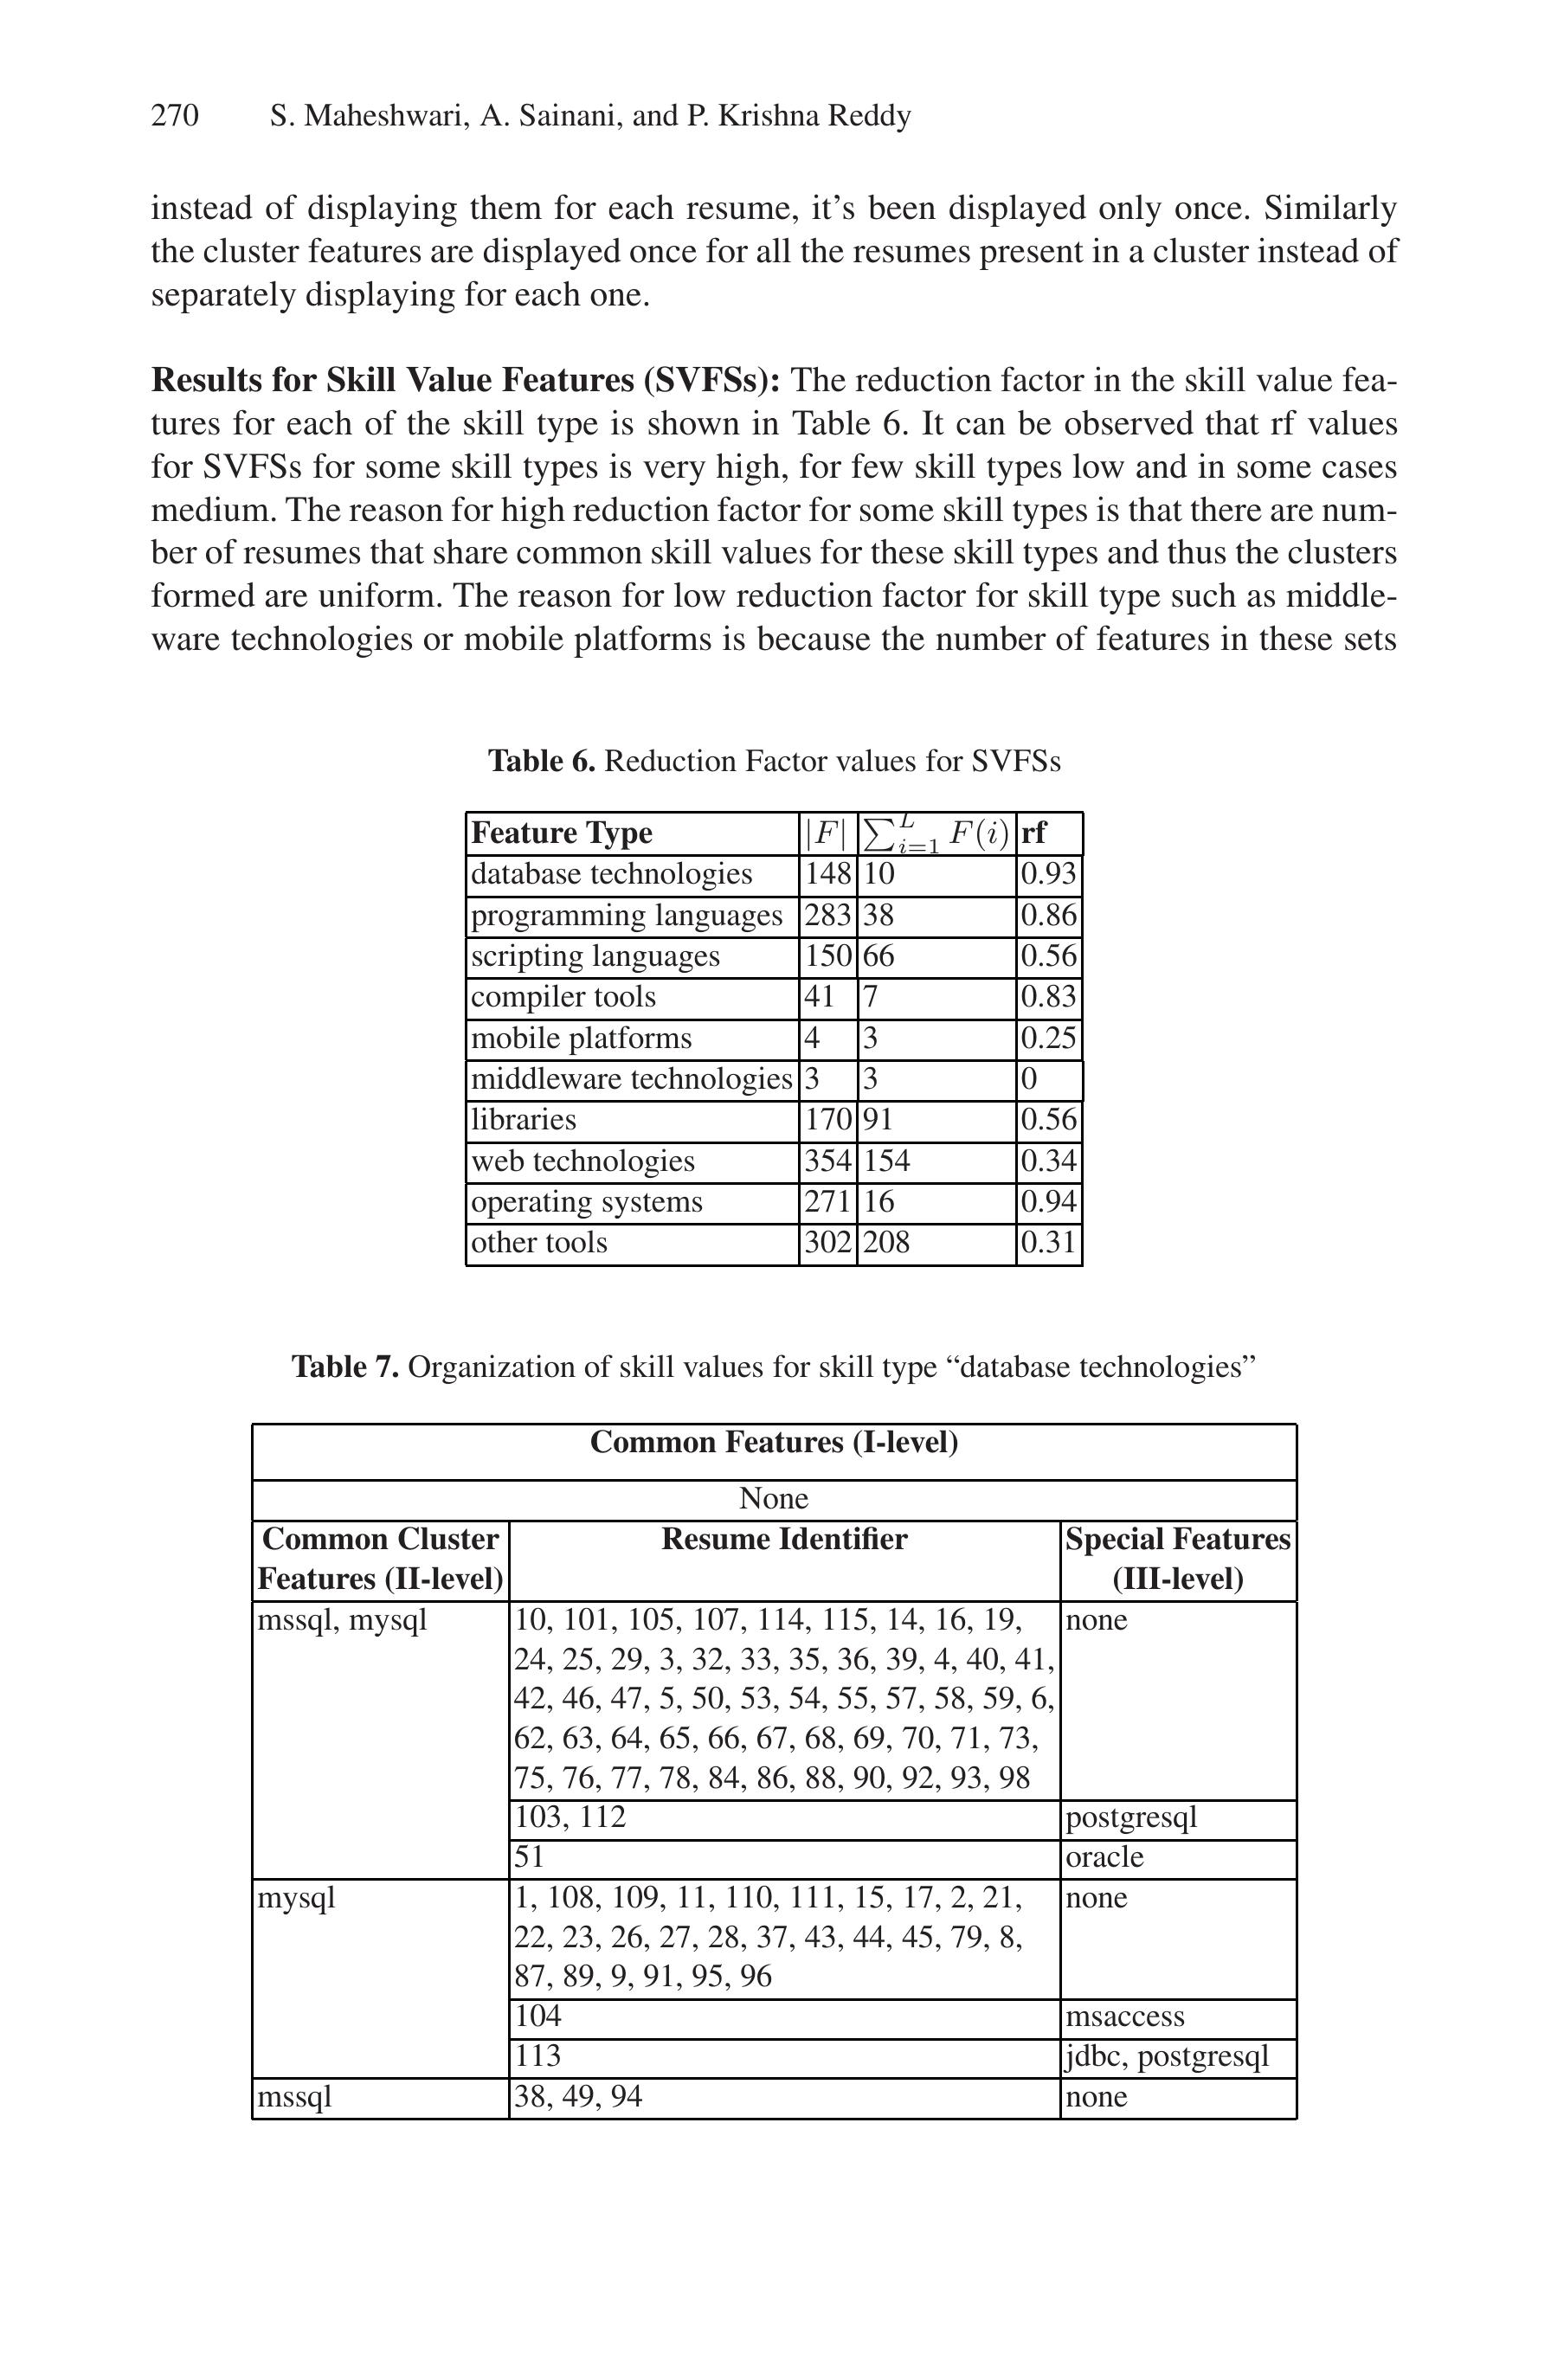 270 S. Maheshwari, A. Sainani, and P. Krishna Reddy
instead of displaying them for each resume, it's been displayed only once. Similarly
the cluster features are displayed once for all the resumes present in a cluster instead of
separately displaying for each one.
Results for Skill Value Features (SVFSs): The reduction factor in the skill value fea-
tures for each of the skill type is shown in Table 6. It can be observed that rf values
for SVFSs for some skill types is very high, for few skill types low and in some cases
medium. The reason for high reduction factor for some skill types is that there are num-
ber of resumes that share common skill values for these skill types and thus the clusters
formed are uniform. The reason for low reduction factor for skill type such as middle-
ware technologies or mobile platforms is because the number of features in these sets
Table 6. Reduction Factor values for SVFSs
Feature Type |F| ∑_{i=1}^{L} F(i) rf
database technologies 148 10 0.93
programming languages 283 38 0.86
scripting languages 150 66 0.56
compiler tools 41 7 0.83
mobile platforms 4 3 0.25
middleware technologies 3 3 0
libraries 170 91 0.56
web technologies 354 154 0.34
operating systems 271 16 0.94
other tools 302 208 0.31
Table 7. Organization of skill values for skill type “database technologies”
Common Features (I-level)
None
Common Cluster Resume Identifier Special Features
Features (II-level) (III-level)
mssql, mysql 10, 101, 105, 107, 114, 115, 14, 16, 19, none
24, 25, 29, 3, 32, 33, 35, 36, 39, 4, 40, 41,
42, 46, 47, 5, 50, 53, 54, 55, 57, 58, 59, 6,
62, 63, 64, 65, 66, 67, 68, 69, 70, 71, 73,
75, 76, 77, 78, 84, 86, 88, 90, 92, 93, 98
103, 112 postgresql
51 oracle
mysql 1, 108, 109, 11, 110, 111, 15, 17, 2, 21, none
22, 23, 26, 27, 28, 37, 43, 44, 45, 79, 8,
87, 89, 9, 91, 95, 96
104 msaccess
113 jdbc, postgresql
mssql 38, 49, 94 none